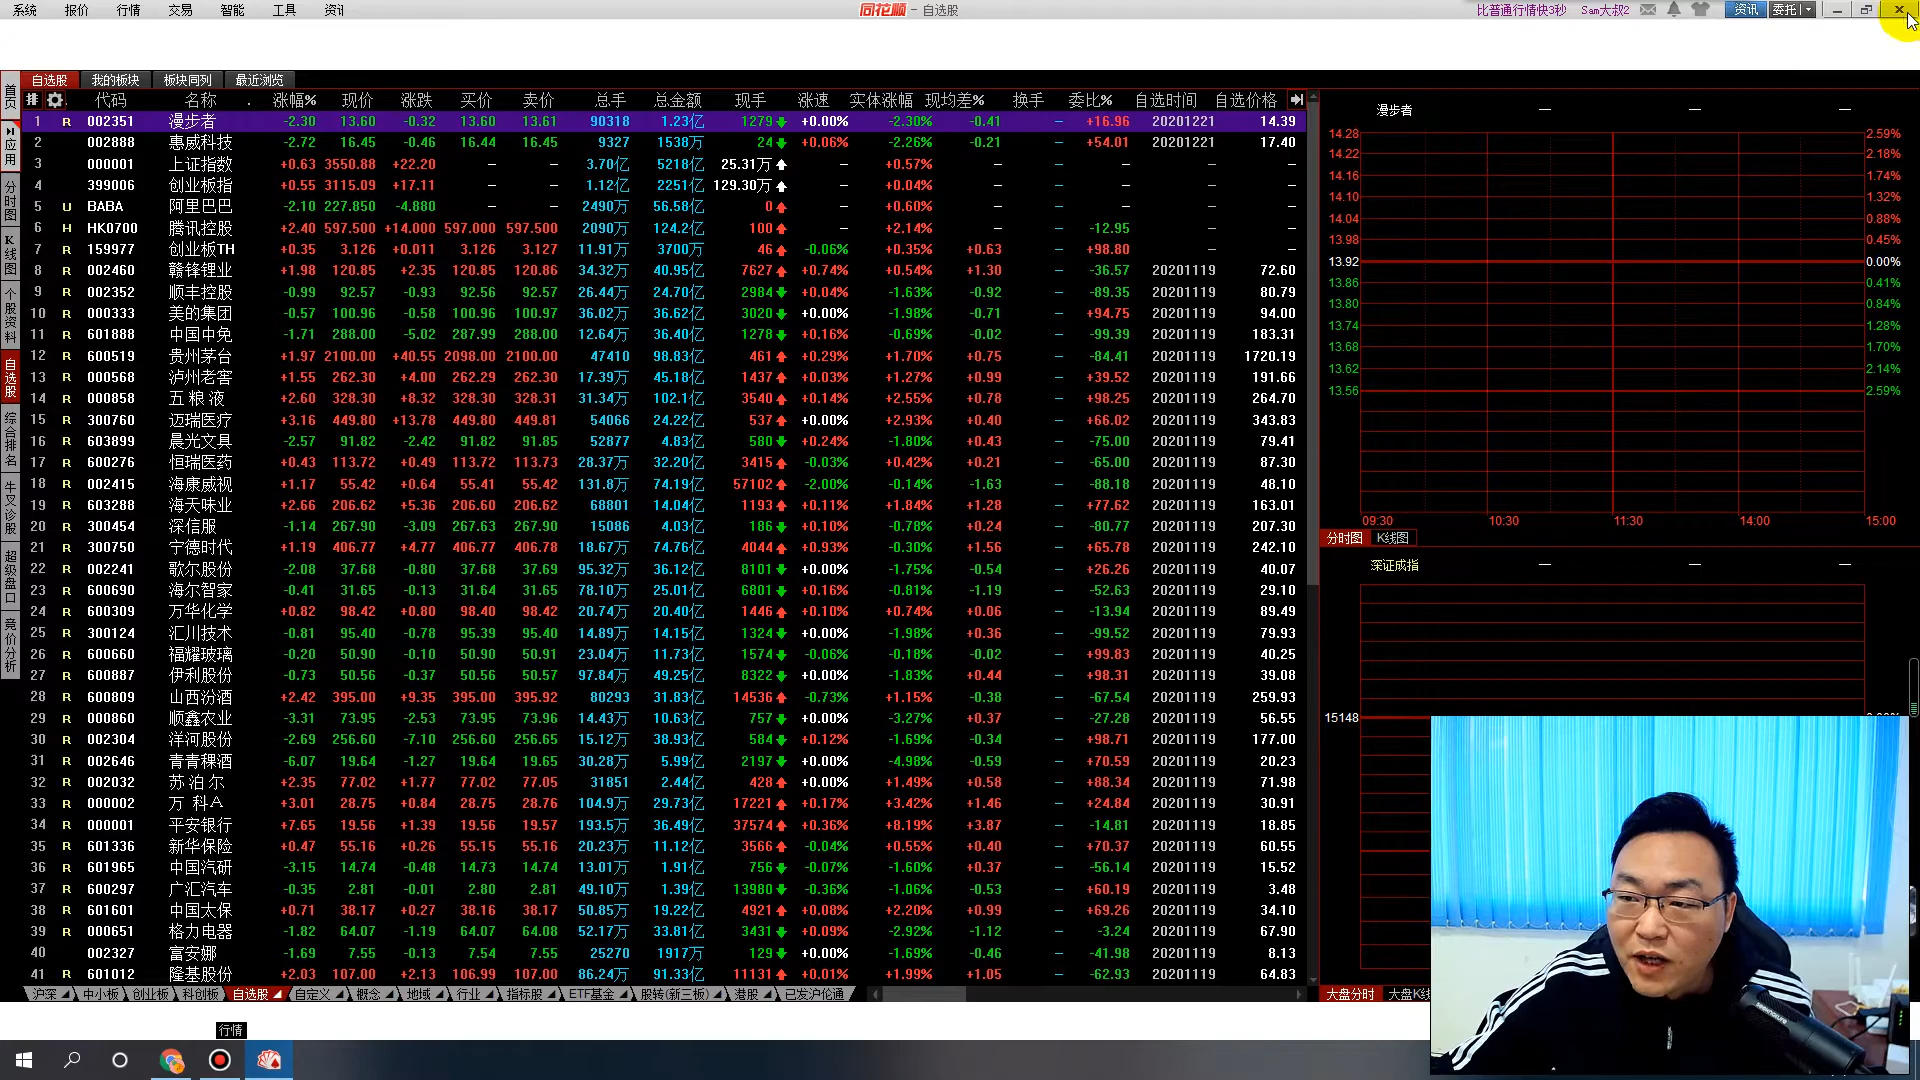 系统 报价 行情 交易 智能 工具 资讯 同花顺 - 自选股 比普通行情快3秒 Sam大叔2 资讯 委托
自选股 我的板块 板块同列 最近浏览
代码 名称 涨幅% 现价 涨跌 买价 卖价 总手 总金额 现手 涨速 实体涨幅 现均差% 换手 委比% 自选时间 自选价格
1 R 002351 漫步者 -2.30 13.60 -0.32 13.60 13.61 90318 1.23亿 1279 +0.00% -2.30% -0.41 — +16.96 20201221 14.39
2 002888 惠威科技 -2.72 16.45 -0.46 16.44 16.45 9327 1538万 24 +0.06% -2.26% -0.21 — +54.01 20201221 17.40
3 000001 上证指数 +0.63 3550.88 +22.20 — — 3.70亿 5218亿 25.31万 — +0.57% — — — — —
4 399006 创业板指 +0.55 3115.09 +17.11 — — 1.12亿 2251亿 129.30万 — +0.04% — — — — —
5 U BABA 阿里巴巴 -2.10 227.850 -4.880 — — 2490万 56.58亿 0 — +0.60% — — — — —
6 H HK0700 腾讯控股 +2.40 597.500 +14.000 597.000 597.500 2090万 124.2亿 100 — +2.14% — — -12.95 — —
7 R 159977 创业板TH +0.35 3.126 +0.011 3.126 3.127 11.91万 3700万 46 -0.06% +0.35% +0.63 — +98.80 — —
8 R 002460 赣锋锂业 +1.98 120.85 +2.35 120.85 120.86 34.32万 40.95亿 7627 +0.74% +0.54% +1.30 — -36.57 20201119 72.60
9 R 002352 顺丰控股 -0.99 92.57 -0.93 92.56 92.57 26.44万 24.70亿 2984 +0.04% -1.63% -0.92 — -89.35 20201119 80.79
10 R 000333 美的集团 -0.57 100.96 -0.58 100.96 100.97 36.02万 36.62亿 3020 +0.00% -1.98% -0.71 — +94.75 20201119 94.00
11 R 601888 中国中免 -1.71 288.00 -5.02 287.99 288.00 12.64万 36.40亿 1278 +0.16% -0.69% -0.02 — -99.39 20201119 183.31
12 R 600519 贵州茅台 +1.97 2100.00 +40.55 2098.00 2100.00 47410 98.83亿 461 +0.29% +1.70% +0.75 — -84.41 20201119 1720.19
13 R 000568 泸州老窖 +1.55 262.30 +4.00 262.29 262.30 17.39万 45.18亿 1437 +0.03% +1.27% +0.99 — +39.52 20201119 191.66
14 R 000858 五粮液 +2.60 328.30 +8.32 328.30 328.31 31.34万 102.1亿 3540 +0.14% +2.55% +0.78 — +98.25 20201119 264.70
15 R 300760 迈瑞医疗 +3.16 449.80 +13.78 449.80 449.81 54066 24.22亿 537 +0.00% +2.93% +0.40 — +66.02 20201119 343.83
16 R 603899 晨光文具 -2.57 91.82 -2.42 91.82 91.85 52877 4.83亿 580 +0.24% -1.80% +0.43 — -75.00 20201119 79.41
17 R 600276 恒瑞医药 +0.43 113.72 +0.49 113.72 113.73 28.37万 32.20亿 3415 -0.03% +0.42% +0.21 — -65.00 20201119 87.30
18 R 002415 海康威视 +1.17 55.42 +0.64 55.41 55.42 131.8万 74.19亿 57102 -2.00% -0.14% -1.63 — -88.18 20201119 48.10
19 R 603288 海天味业 +2.66 206.62 +5.36 206.60 206.62 68801 14.04亿 1193 +0.11% +1.84% +1.28 — +77.62 20201119 163.01
20 R 300454 深信服 -1.14 267.90 -3.09 267.63 267.90 15086 4.03亿 186 +0.10% -0.78% +0.24 — -80.77 20201119 207.30
21 R 300750 宁德时代 +1.19 406.77 +4.77 406.77 406.78 18.67万 74.76亿 4044 +0.93% -0.30% +1.56 — +65.78 20201119 242.10
22 R 002241 歌尔股份 -2.08 37.68 -0.80 37.68 37.69 95.32万 36.12亿 8101 +0.00% -1.75% -0.54 — +26.26 20201119 40.07
23 R 600690 海尔智家 -0.41 31.65 -0.13 31.64 31.65 78.10万 25.01亿 6801 +0.16% -0.81% -1.19 — -52.63 20201119 29.10
24 R 600309 万华化学 +0.82 98.42 +0.80 98.40 98.42 20.74万 20.40亿 1446 +0.10% +0.74% +0.06 — -13.94 20201119 89.49
25 R 300124 汇川技术 -0.81 95.40 -0.78 95.39 95.40 14.89万 14.15亿 1324 +0.00% -1.98% +0.36 — -99.52 20201119 79.93
26 R 600660 福耀玻璃 -0.20 50.90 -0.10 50.90 50.91 23.04万 11.73亿 1574 -0.06% -0.18% -0.02 — +99.83 20201119 40.25
27 R 600887 伊利股份 -0.73 50.56 -0.37 50.56 50.57 97.84万 49.25亿 8322 +0.00% -1.83% +0.44 — +98.31 20201119 39.08
28 R 600809 山西汾酒 +2.42 395.00 +9.35 395.00 395.92 80293 31.83亿 14536 -0.73% +1.15% -0.38 — -67.54 20201119 259.93
29 R 000860 顺鑫农业 -3.31 73.95 -2.53 73.95 73.96 14.43万 10.63亿 757 +0.00% -3.27% +0.37 — -27.28 20201119 56.55
30 R 002304 洋河股份 -2.69 256.60 -7.10 256.60 256.65 15.12万 38.93亿 584 +0.12% -1.69% -0.34 — +98.71 20201119 177.00
31 R 002646 青青稞酒 -6.07 19.64 -1.27 19.64 19.65 30.28万 5.99亿 2197 +0.00% -4.98% -0.59 — +70.59 20201119 20.23
32 R 002032 苏泊尔 +2.35 77.02 +1.77 77.02 77.05 31851 2.44亿 428 +0.00% +1.49% +0.58 — +88.34 20201119 71.98
33 R 000002 万科A +3.01 28.75 +0.84 28.75 28.76 104.9万 29.73亿 17221 +0.17% +3.42% +1.46 — +24.84 20201119 30.91
34 R 000001 平安银行 +7.65 19.56 +1.39 19.56 19.57 193.5万 36.49亿 37574 +0.36% +8.19% +3.87 — -14.81 20201119 18.85
35 R 601336 新华保险 +0.47 55.16 +0.26 55.15 55.16 20.23万 11.12亿 3566 -0.04% +0.55% +0.40 — +70.37 20201119 60.55
36 R 601965 中国汽研 -3.15 14.74 -0.48 14.73 14.74 13.01万 1.91亿 756 -0.07% -1.60% +0.37 — -56.14 20201119 15.52
37 R 600297 广汇汽车 -0.35 2.81 -0.01 2.80 2.81 49.10万 1.39亿 13980 -0.36% -1.06% -0.53 — +60.19 20201119 3.48
38 R 601601 中国太保 +0.71 38.17 +0.27 38.16 38.17 50.85万 19.22亿 4921 +0.08% +2.20% +0.99 — +69.26 20201119 34.10
39 R 000651 格力电器 -1.82 64.07 -1.19 64.07 64.08 52.17万 33.81亿 3431 +0.09% -2.92% -1.12 — -3.24 20201119 67.90
40 002327 富安娜 -1.69 7.55 -0.13 7.54 7.55 25270 1917万 129 +0.00% -1.69% -0.46 — -41.98 20201119 8.13
41 R 601012 隆基股份 +2.03 107.00 +2.13 106.99 107.00 86.24万 91.33亿 11131 +0.01% +1.99% +1.05 — -62.93 20201119 64.83
沪深 中小板 创业板 科创板 自选股 自定义 概念 地域 行业 指标股 ETF基金 股转(新三板) 港股 已发沪伦通
首页
应用
分时图
K线图
个股资料
自选股
综合排名
牛叉诊股
超级盘口
竞价分析
漫步者 — — —
14.28 2.59%
14.22 2.18%
14.16 1.74%
14.10 1.32%
14.04 0.88%
13.98 0.45%
13.92 0.00%
13.86 0.41%
13.80 0.84%
13.74 1.28%
13.68 1.70%
13.62 2.14%
13.56 2.59%
09:30 10:30 11:30 14:00 15:00
分时图 K线图
深证成指 — — —
15148
大盘分时 大盘K线
行情